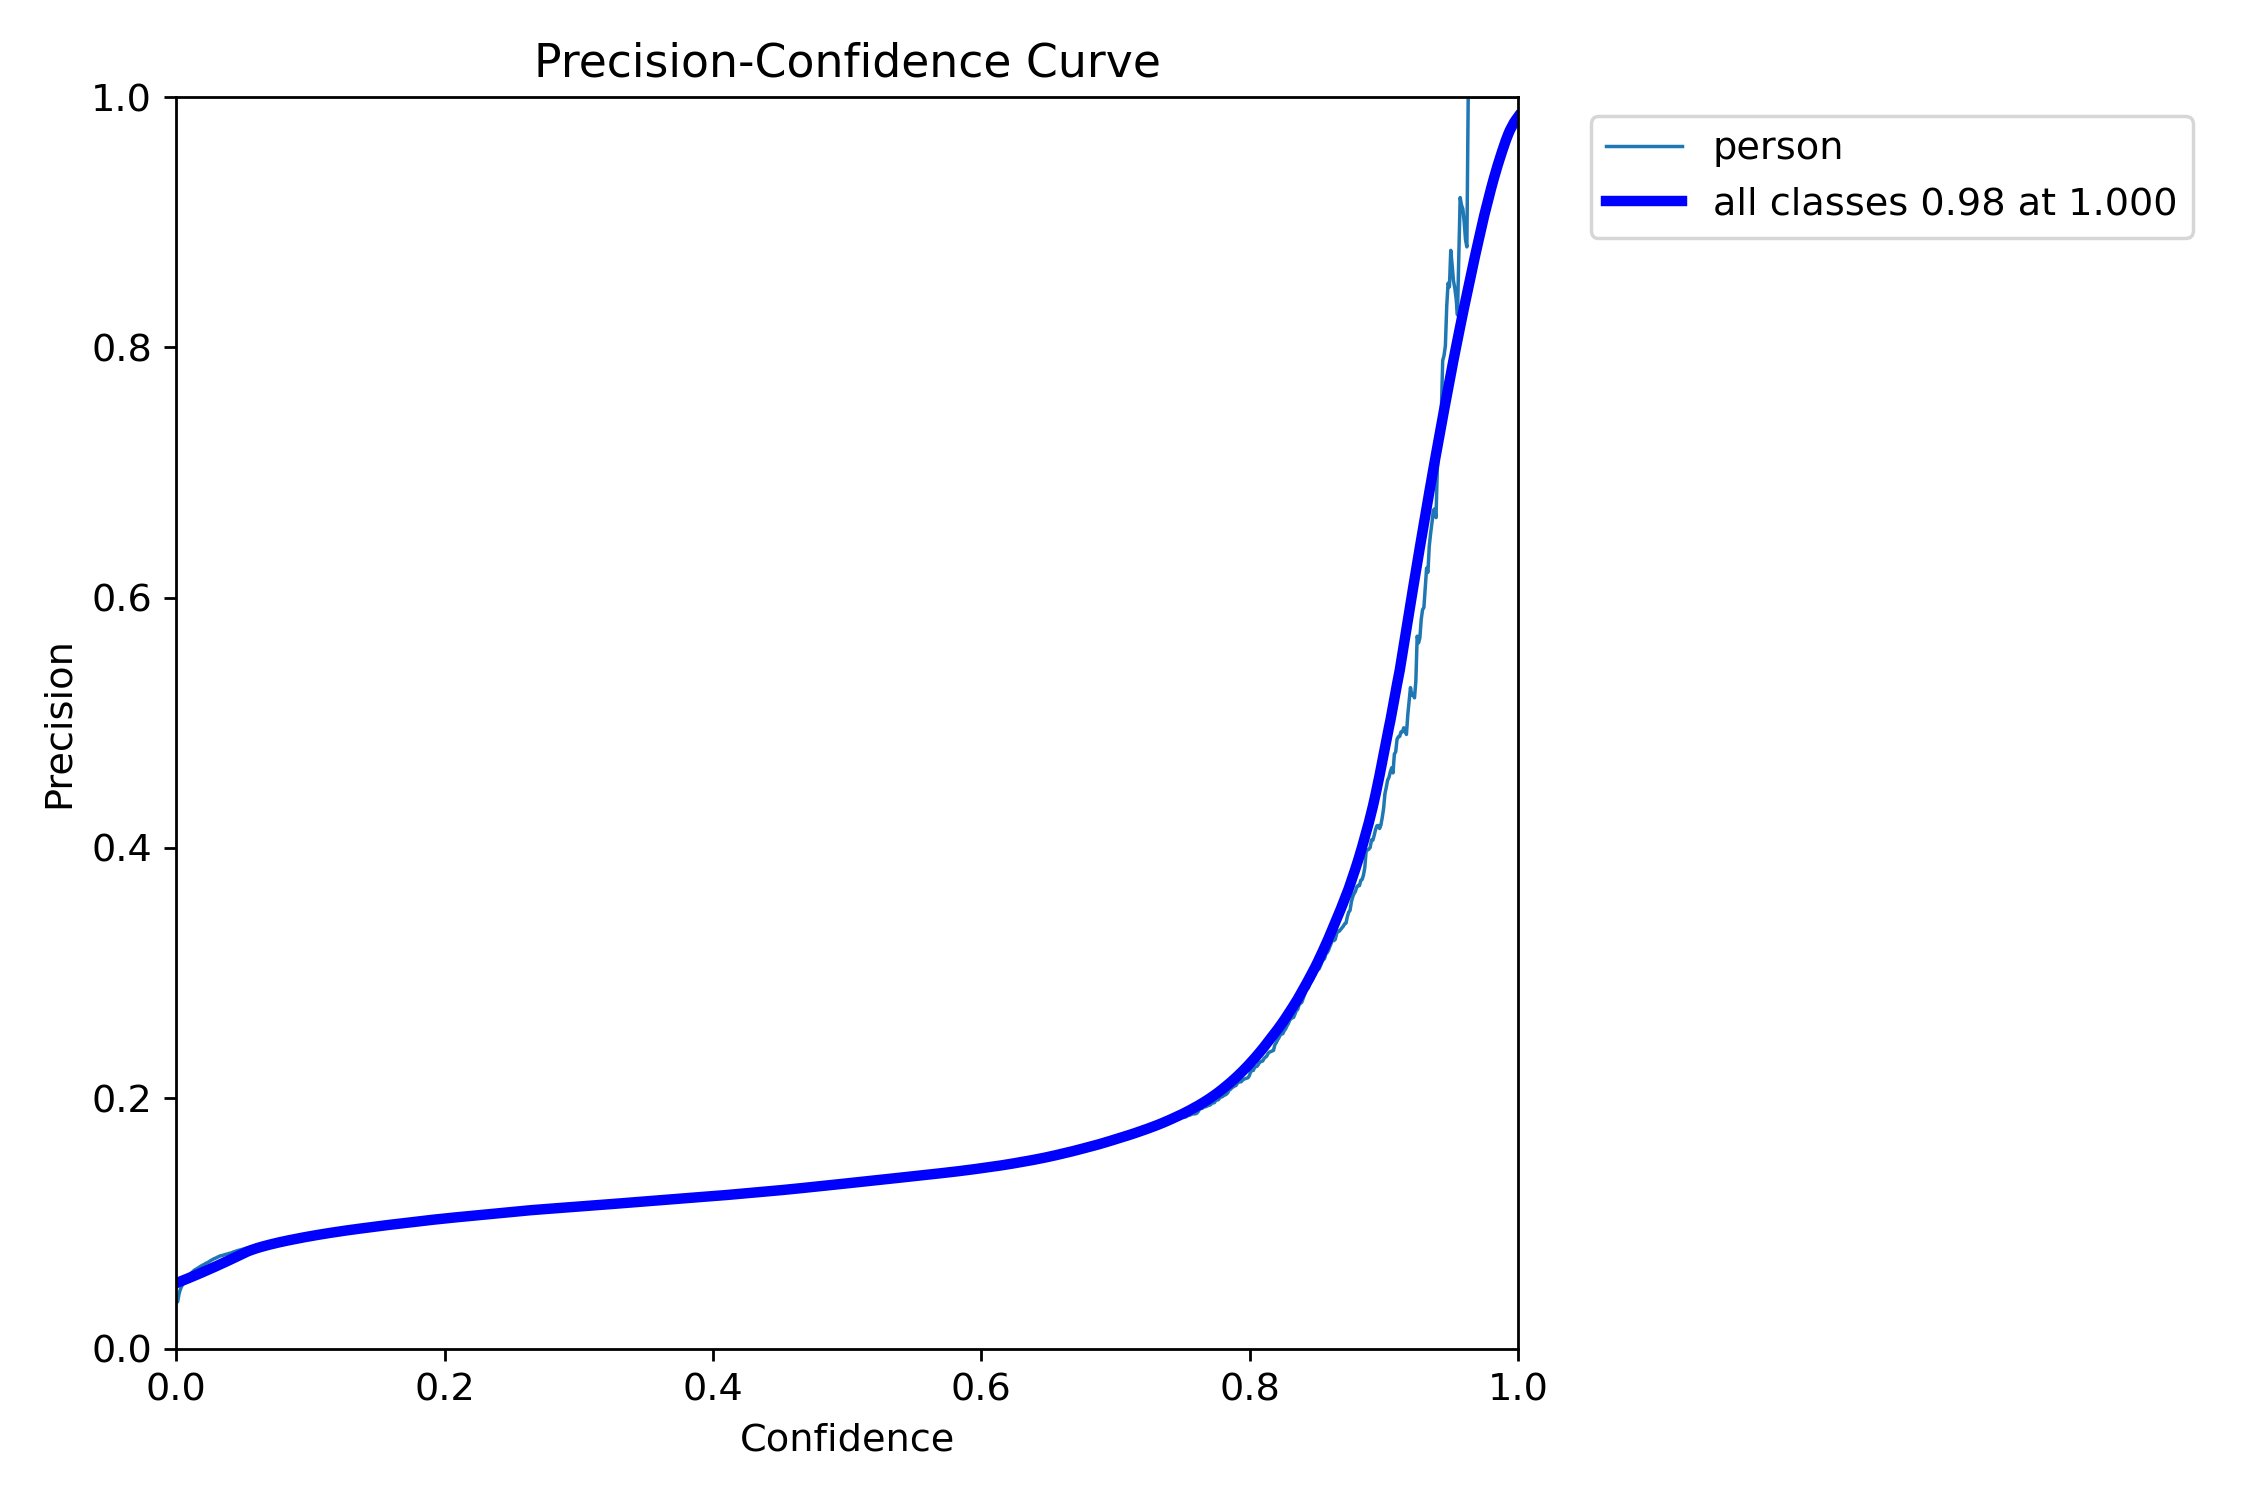 Precision-Confidence Curve
1.0
0.8
0.6
0.4
0.2
0.0
Precision
0.0 0.2 0.4 0.6 0.8 1.0
Confidence
person
all classes 0.98 at 1.000